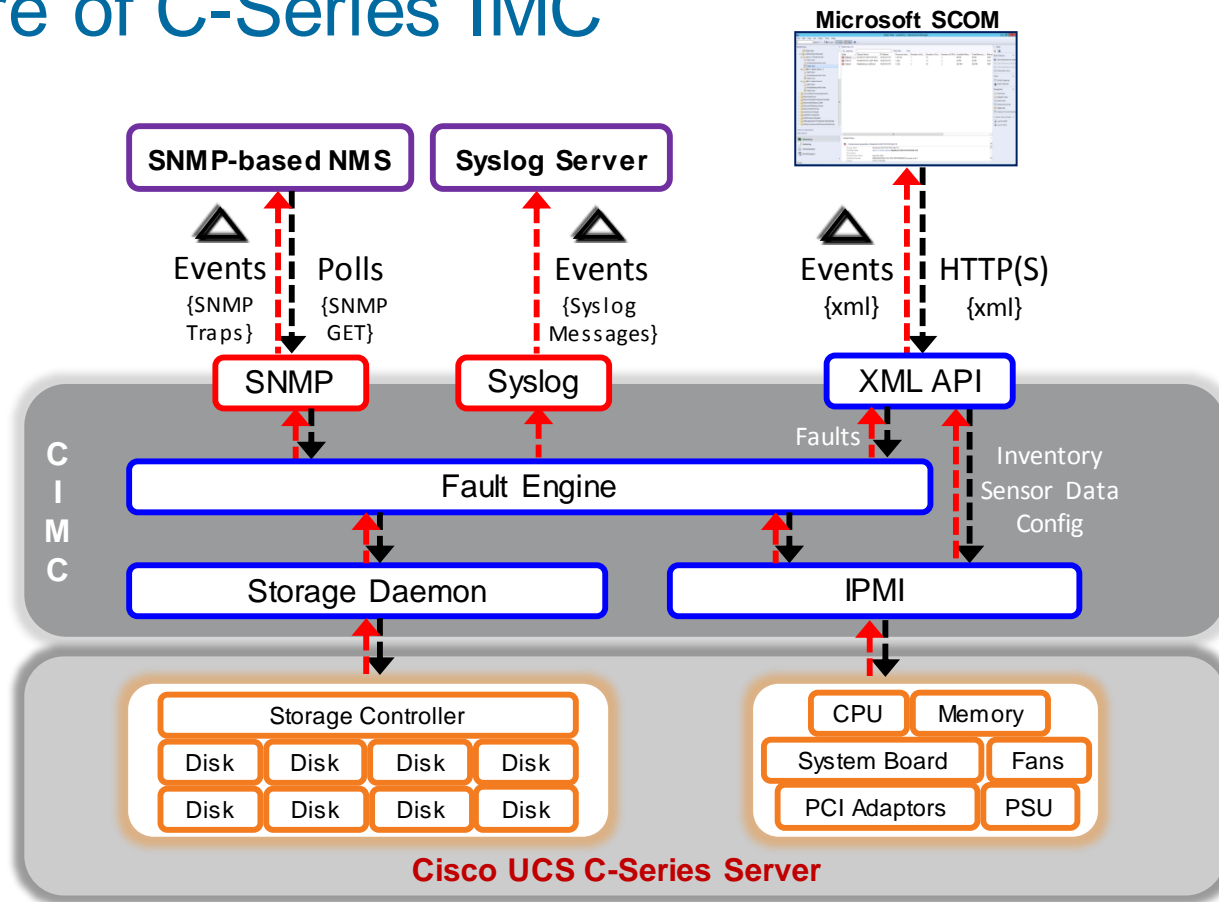 re of C-Series IMC
Microsoft SCOM
SNMP-based NMS
Syslog Server
Events
{SNMP
Traps}
Polls
{SNMP
GET}
Events
{Syslog
Messages}
Events
{xml}
HTTP(S)
{xml}
SNMP
Syslog
XML API
C
I
M
C
Faults
Inventory
Sensor Data
Config
Fault Engine
Storage Daemon
IPMI
Storage Controller
Disk
Disk
Disk
Disk
Disk
Disk
Disk
Disk
CPU
Memory
System Board
Fans
PCI Adaptors
PSU
Cisco UCS C-Series Server